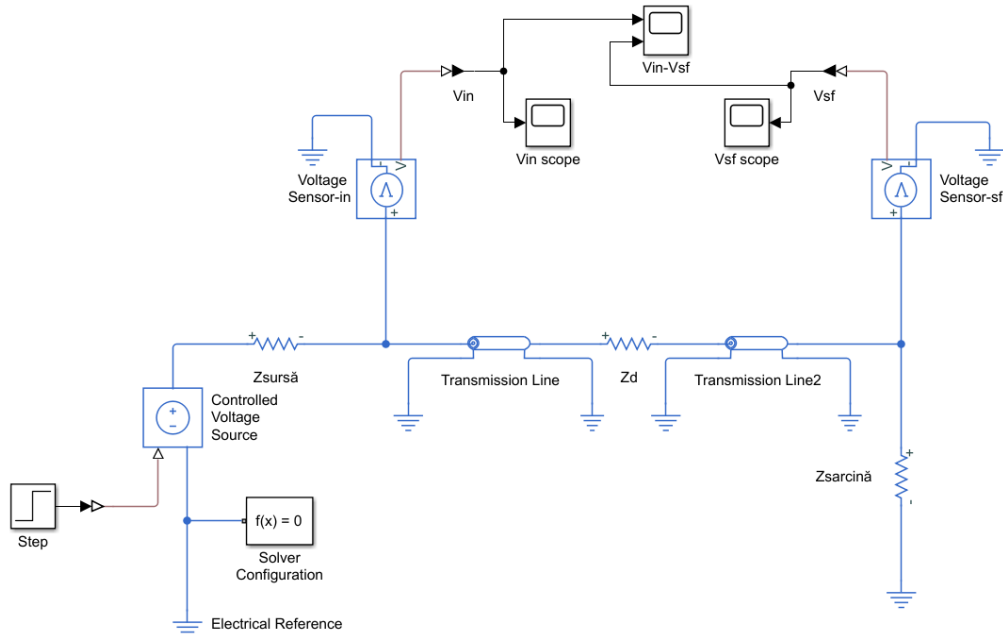 Vin-Vsf
Vin
Vsf
Vin scope
Vsf scope
Voltage
Sensor-in
V
+
-
V
+
-
Voltage
Sensor-sf
+
-
Zsursă
Transmission Line
+
-
Zd
Transmission Line2
Controlled
Voltage
Source
+
-
+
-
Zsarcină
Step
f(x) = 0
Solver
Configuration
Electrical Reference